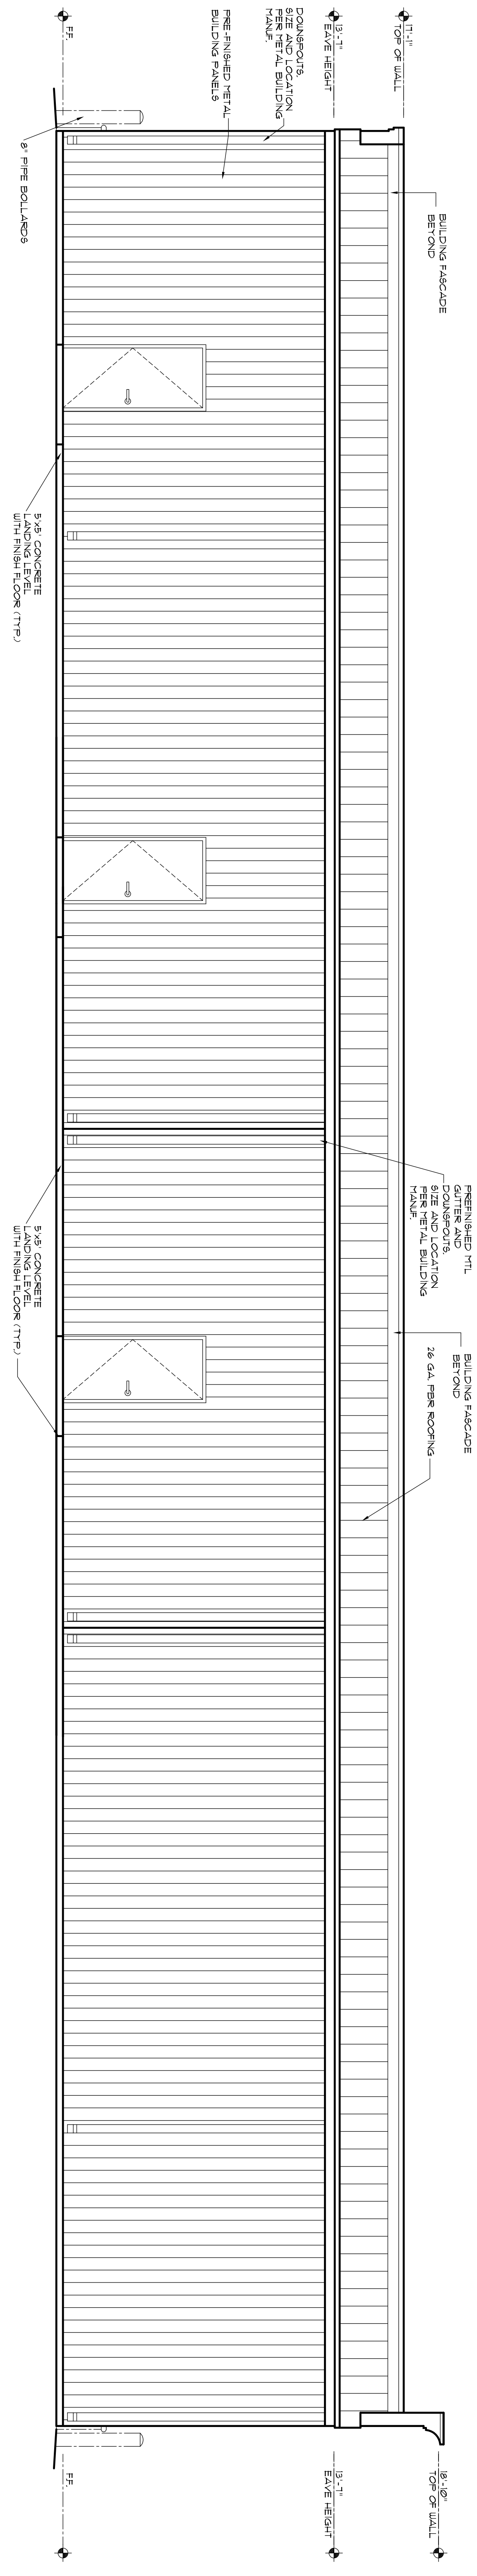 17'-1"
TOP OF WALL
13'-7"
EAVE HEIGHT
F.F.
DOWNSPOUTS.
SIZE AND LOCATION
PER METAL BUILDING
MANUF.
PRE-FINISHED METAL
BUILDING PANELS
8" PIPE BOLLARDS
BUILDING FASCADE
BEYOND
5'x5' CONCRETE
LANDING LEVEL
WITH FINISH FLOOR (TYP.)
PREFINISHED MTL
GUTTER AND
DOWNSPOUTS.
SIZE AND LOCATION
PER METAL BUILDING
MANUF.
5'x5' CONCRETE
LANDING LEVEL
WITH FINISH FLOOR (TYP.)
BUILDING FASCADE
BEYOND
26 GA. PBR ROOFING
18'-10"
TOP OF WALL
13'-7"
EAVE HEIGHT
F.F.